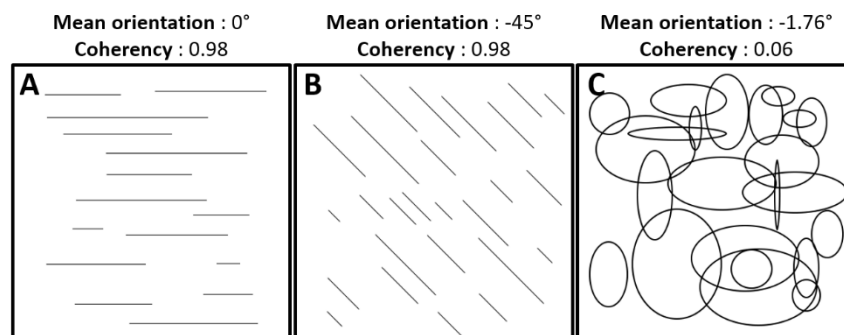 Mean orientation : 0°
Coherency : 0.98
Mean orientation : -45°
Coherency : 0.98
Mean orientation : -1.76°
Coherency : 0.06
A
B
C